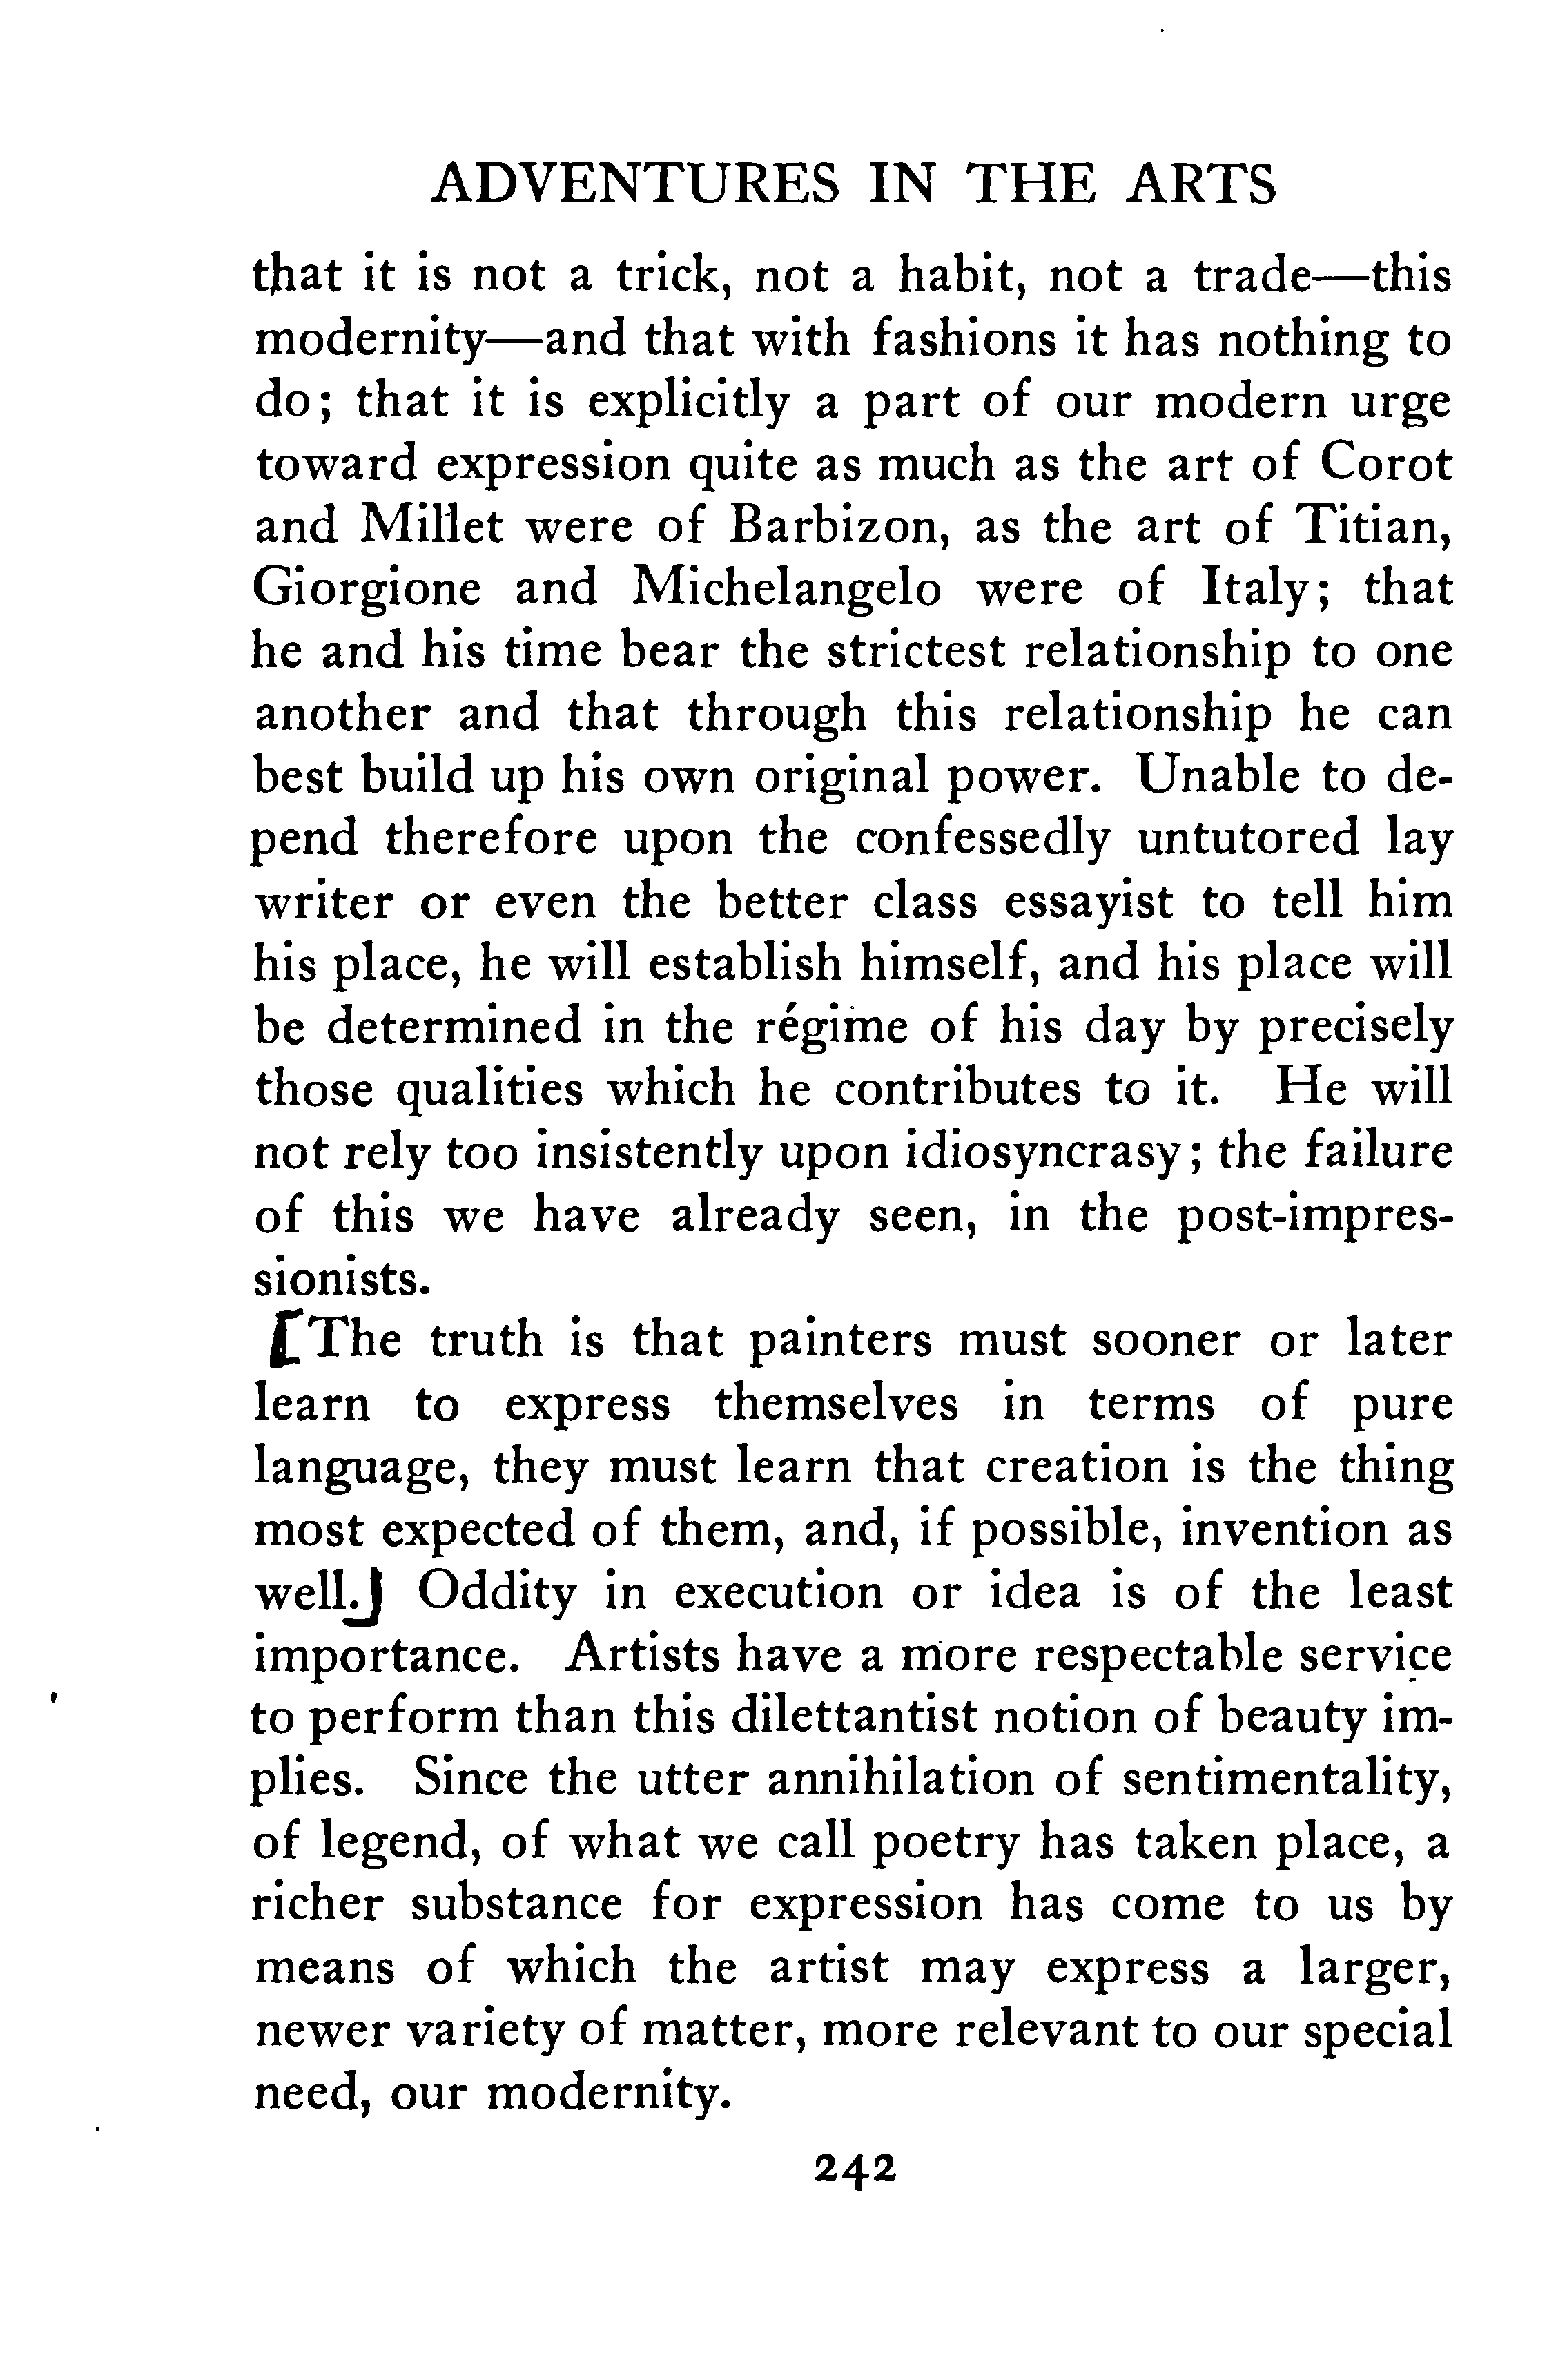 ADVENTURES IN THE ARTS
that it is not a trick, not a habit, not a trade—this
modernity—and that with fashions it has nothing to
do; that it is explicitly a part of our modern urge
toward expression quite as much as the art of Corot
and Millet were of Barbizon, as the art of Titian,
Giorgione and Michelangelo were of Italy; that
he and his time bear the strictest relationship to one
another and that through this relationship he can
best build up his own original power. Unable to de-
pend therefore upon the confessedly untutored lay
writer or even the better class essayist to tell him
his place, he will establish himself, and his place will
be determined in the régime of his day by precisely
those qualities which he contributes to it. He will
not rely too insistently upon idiosyncrasy; the failure
of this we have already seen, in the post-impres-
sionists.
[The truth is that painters must sooner or later
learn to express themselves in terms of pure
language, they must learn that creation is the thing
most expected of them, and, if possible, invention as
well.] Oddity in execution or idea is of the least
importance. Artists have a more respectable service
to perform than this dilettantist notion of beauty im-
plies. Since the utter annihilation of sentimentality,
of legend, of what we call poetry has taken place, a
richer substance for expression has come to us by
means of which the artist may express a larger,
newer variety of matter, more relevant to our special
need, our modernity.
242